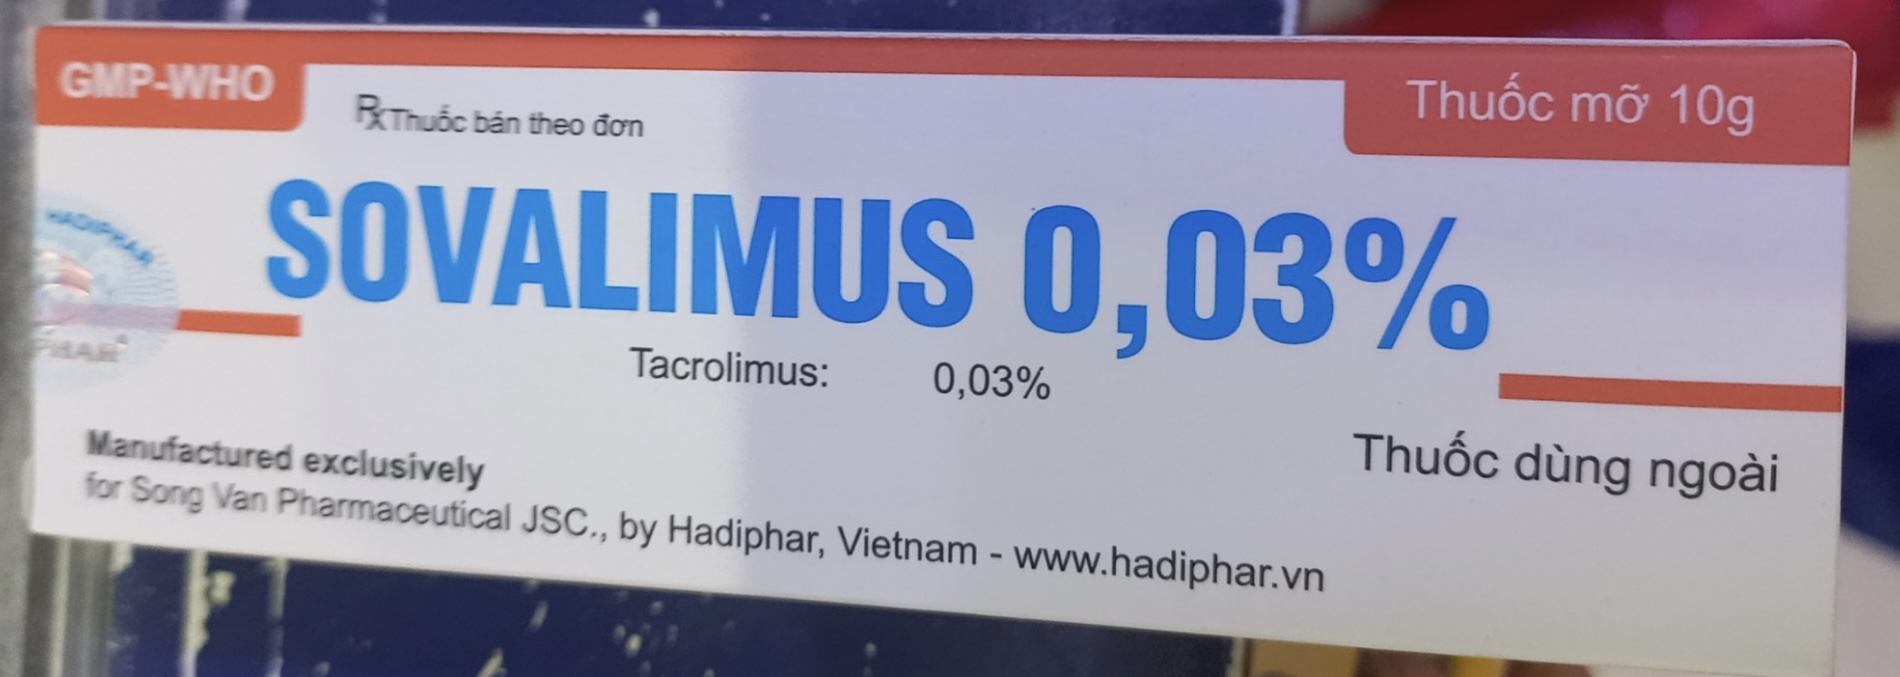 GMP-WHO
Thuốc mỡ 10g
℞ Thuốc bán theo đơn
HADIPHAR
SOVALIMUS 0,03%
Tacrolimus: 0,03%
Thuốc dùng ngoài
Manufactured exclusively
for Song Van Pharmaceutical JSC., by Hadiphar, Vietnam - www.hadiphar.vn